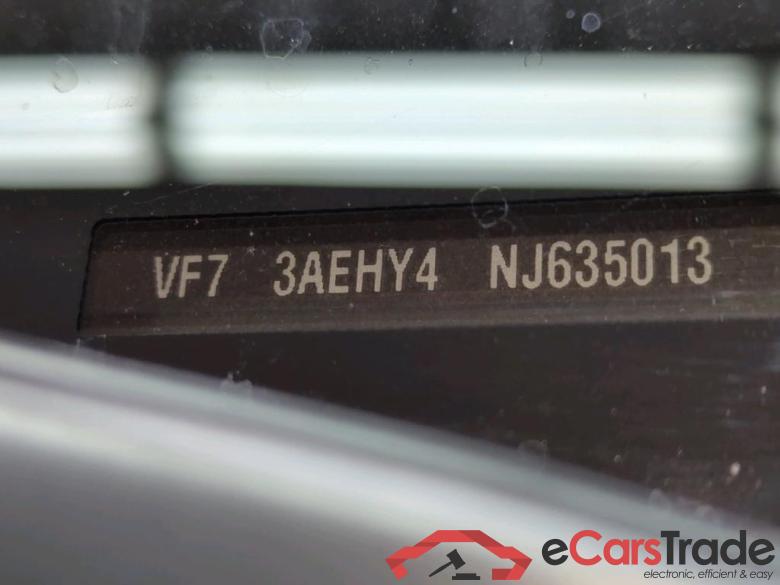 VF7 3AEHY4 NJ635013
eCarsTrade
electronic, efficient & easy